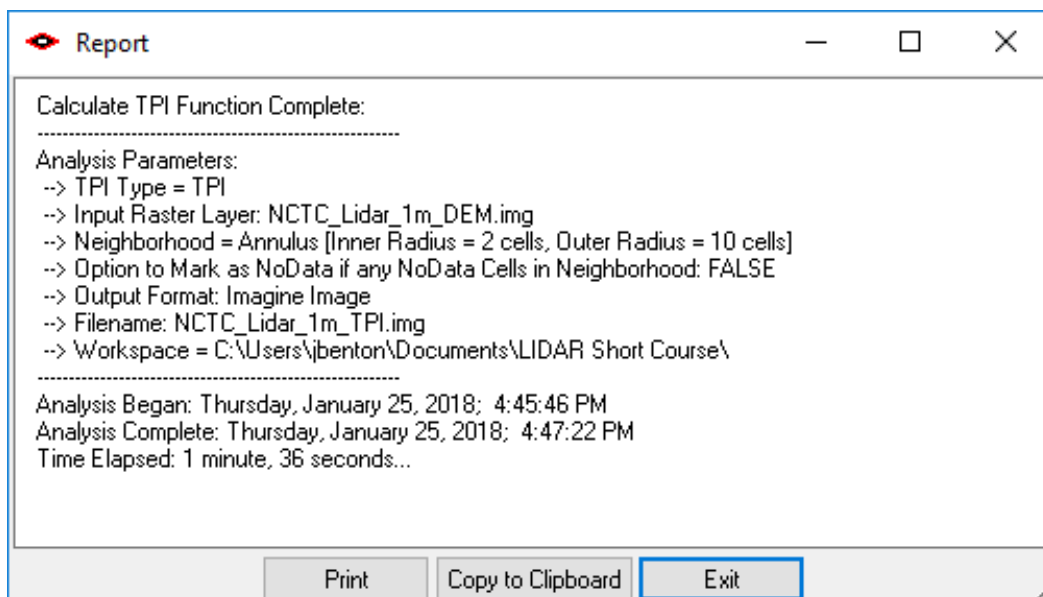 Report
Calculate TPI Function Complete:
----------------------------------------------------------
Analysis Parameters:
--> TPI Type = TPI
--> Input Raster Layer: NCTC_Lidar_1m_DEM.img
--> Neighborhood = Annulus [Inner Radius = 2 cells, Outer Radius = 10 cells]
--> Option to Mark as NoData if any NoData Cells in Neighborhood: FALSE
--> Output Format: Imagine Image
--> Filename: NCTC_Lidar_1m_TPI.img
--> Workspace = C:\Users\jbenton\Documents\LIDAR Short Course\
----------------------------------------------------------
Analysis Began: Thursday, January 25, 2018;  4:45:46 PM
Analysis Complete: Thursday, January 25, 2018;  4:47:22 PM
Time Elapsed: 1 minute, 36 seconds...
Print Copy to Clipboard Exit